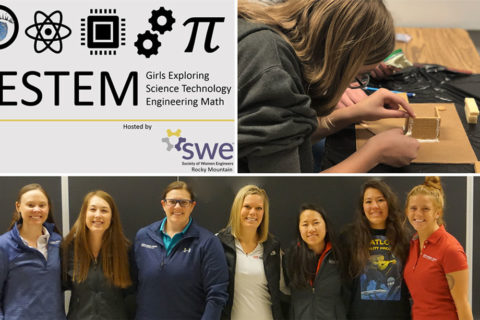 π
ESTEM
Girls Exploring
Science Technology
Engineering Math
Hosted by
swe
Society of Women Engineers
Rocky Mountain